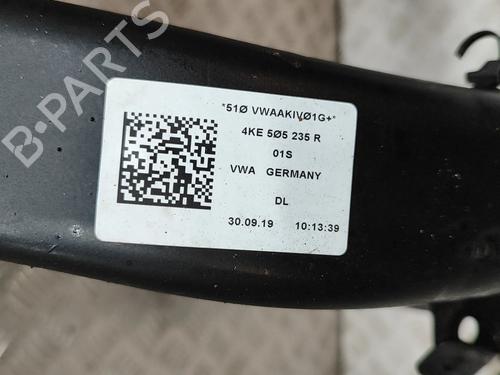 *51Ø VWAAKIVØ1G+*
4KE 5Ø5 235 R
01S
VWA GERMANY
DL
30.09.19 10:13:39
B-PARTS